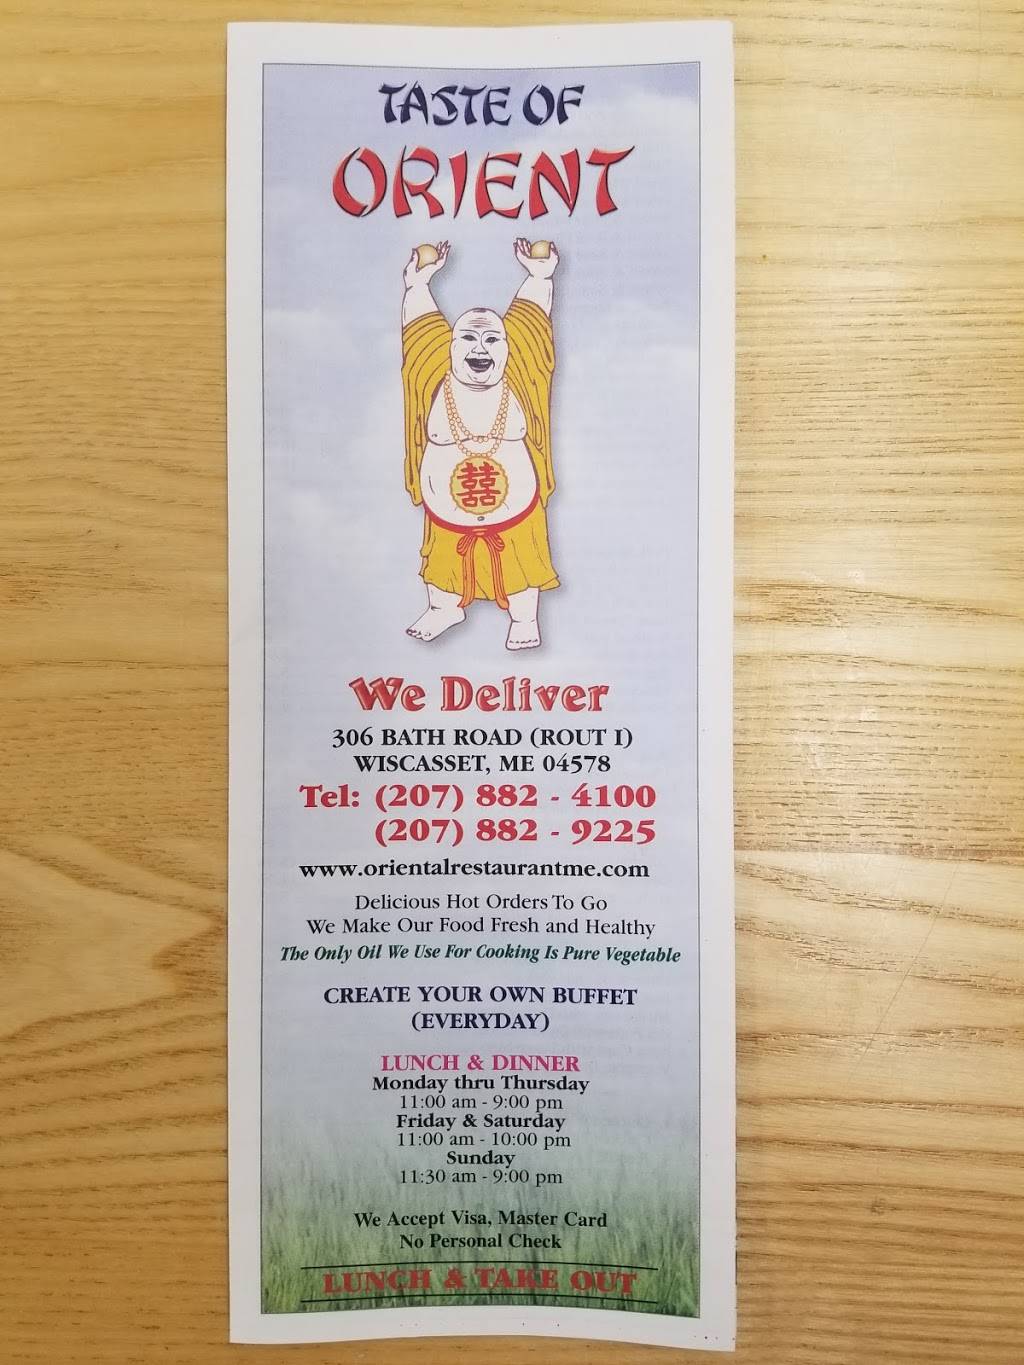 TASTE OF
ORIENT
囍
We Deliver
306 BATH ROAD (ROUT I)
WISCASSET, ME 04578
Tel: (207) 882 - 4100
(207) 882 - 9225
www.orientalrestaurantme.com
Delicious Hot Orders To Go
We Make Our Food Fresh and Healthy
The Only Oil We Use For Cooking Is Pure Vegetable
CREATE YOUR OWN BUFFET
(EVERYDAY)
LUNCH & DINNER
Monday thru Thursday
11:00 am - 9:00 pm
Friday & Saturday
11:00 am - 10:00 pm
Sunday
11:30 am - 9:00 pm
We Accept Visa, Master Card
No Personal Check
LUNCH & TAKE OUT